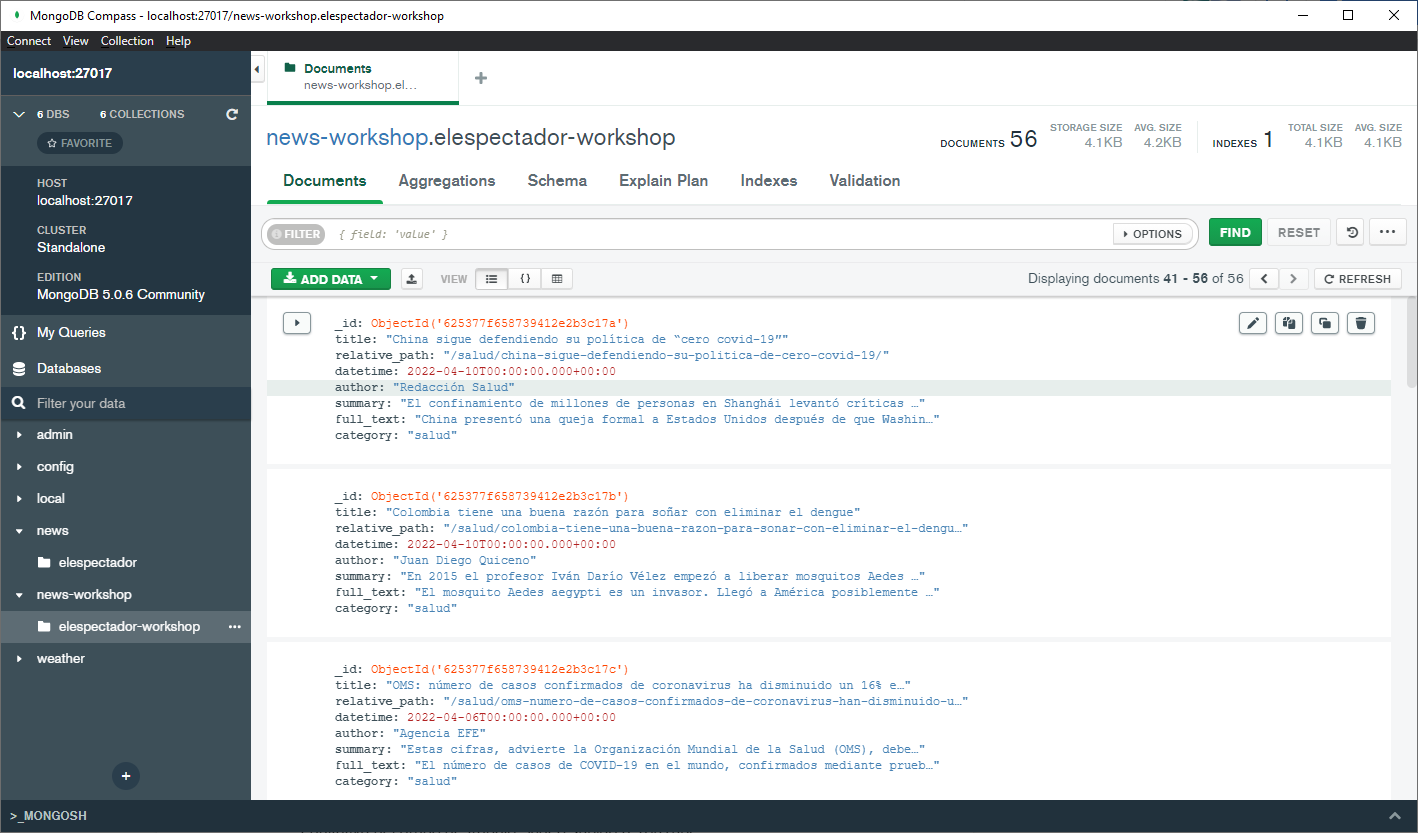 MongoDB Compass - localhost:27017/news-workshop.elespectador-workshop
Connect View Collection Help
localhost:27017
6 DBS 6 COLLECTIONS
FAVORITE
HOST
localhost:27017
CLUSTER
Standalone
EDITION
MongoDB 5.0.6 Community
{} My Queries
Databases
Filter your data
admin
config
local
news
elespectador
news-workshop
elespectador-workshop ...
weather
Documents
news-workshop.el...
news-workshop.elespectador-workshop
DOCUMENTS 56
STORAGE SIZE
4.1KB
AVG. SIZE
4.2KB
INDEXES 1
TOTAL SIZE
4.1KB
AVG. SIZE
4.1KB
Documents Aggregations Schema Explain Plan Indexes Validation
FILTER { field: 'value' } OPTIONS FIND RESET ...
ADD DATA VIEW {} Displaying documents 41 - 56 of 56 < > REFRESH
_id: ObjectId('625377f658739412e2b3c17a')
title: "China sigue defendiendo su política de “cero covid-19”"
relative_path: "/salud/china-sigue-defendiendo-su-politica-de-cero-covid-19/"
datetime: 2022-04-10T00:00:00.000+00:00
author: "Redacción Salud"
summary: "El confinamiento de millones de personas en Shanghái levantó críticas …"
full_text: "China presentó una queja formal a Estados Unidos después de que Washin…"
category: "salud"
_id: ObjectId('625377f658739412e2b3c17b')
title: "Colombia tiene una buena razón para soñar con eliminar el dengue"
relative_path: "/salud/colombia-tiene-una-buena-razon-para-sonar-con-eliminar-el-dengu…"
datetime: 2022-04-10T00:00:00.000+00:00
author: "Juan Diego Quiceno"
summary: "En 2015 el profesor Iván Darío Vélez empezó a liberar mosquitos Aedes …"
full_text: "El mosquito Aedes aegypti es un invasor. Llegó a América posiblemente …"
category: "salud"
_id: ObjectId('625377f658739412e2b3c17c')
title: "OMS: número de casos confirmados de coronavirus ha disminuido un 16% e…"
relative_path: "/salud/oms-numero-de-casos-confirmados-de-coronavirus-han-disminuido-u…"
datetime: 2022-04-06T00:00:00.000+00:00
author: "Agencia EFE"
summary: "Estas cifras, advierte la Organización Mundial de la Salud (OMS), debe…"
full_text: "El número de casos de COVID-19 en el mundo, confirmados mediante prueb…"
category: "salud"
>_MONGOSH